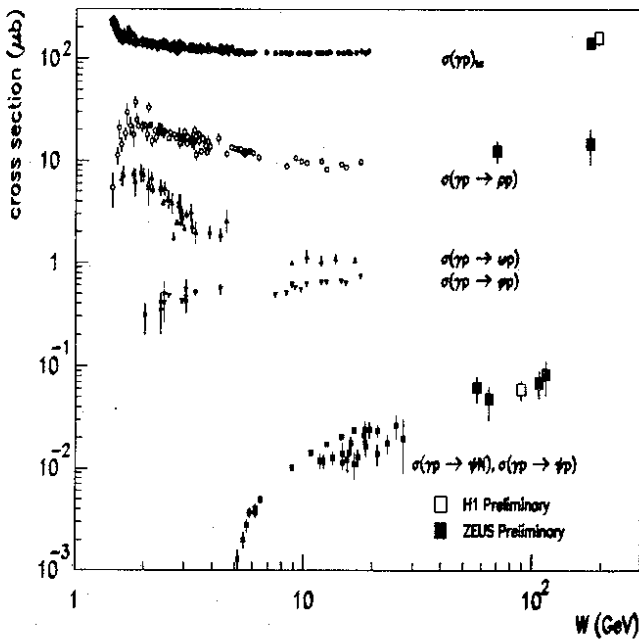 cross section (μb)
10²
σ(γp)ₜₒₜ
10
σ(γp → ρp)
1
σ(γp → ωp)
σ(γp → φp)
10⁻¹
10⁻²
σ(γp → ψN), σ(γp → ψp)
H1 Preliminary
ZEUS Preliminary
10⁻³
1
10
10²
W (GeV)